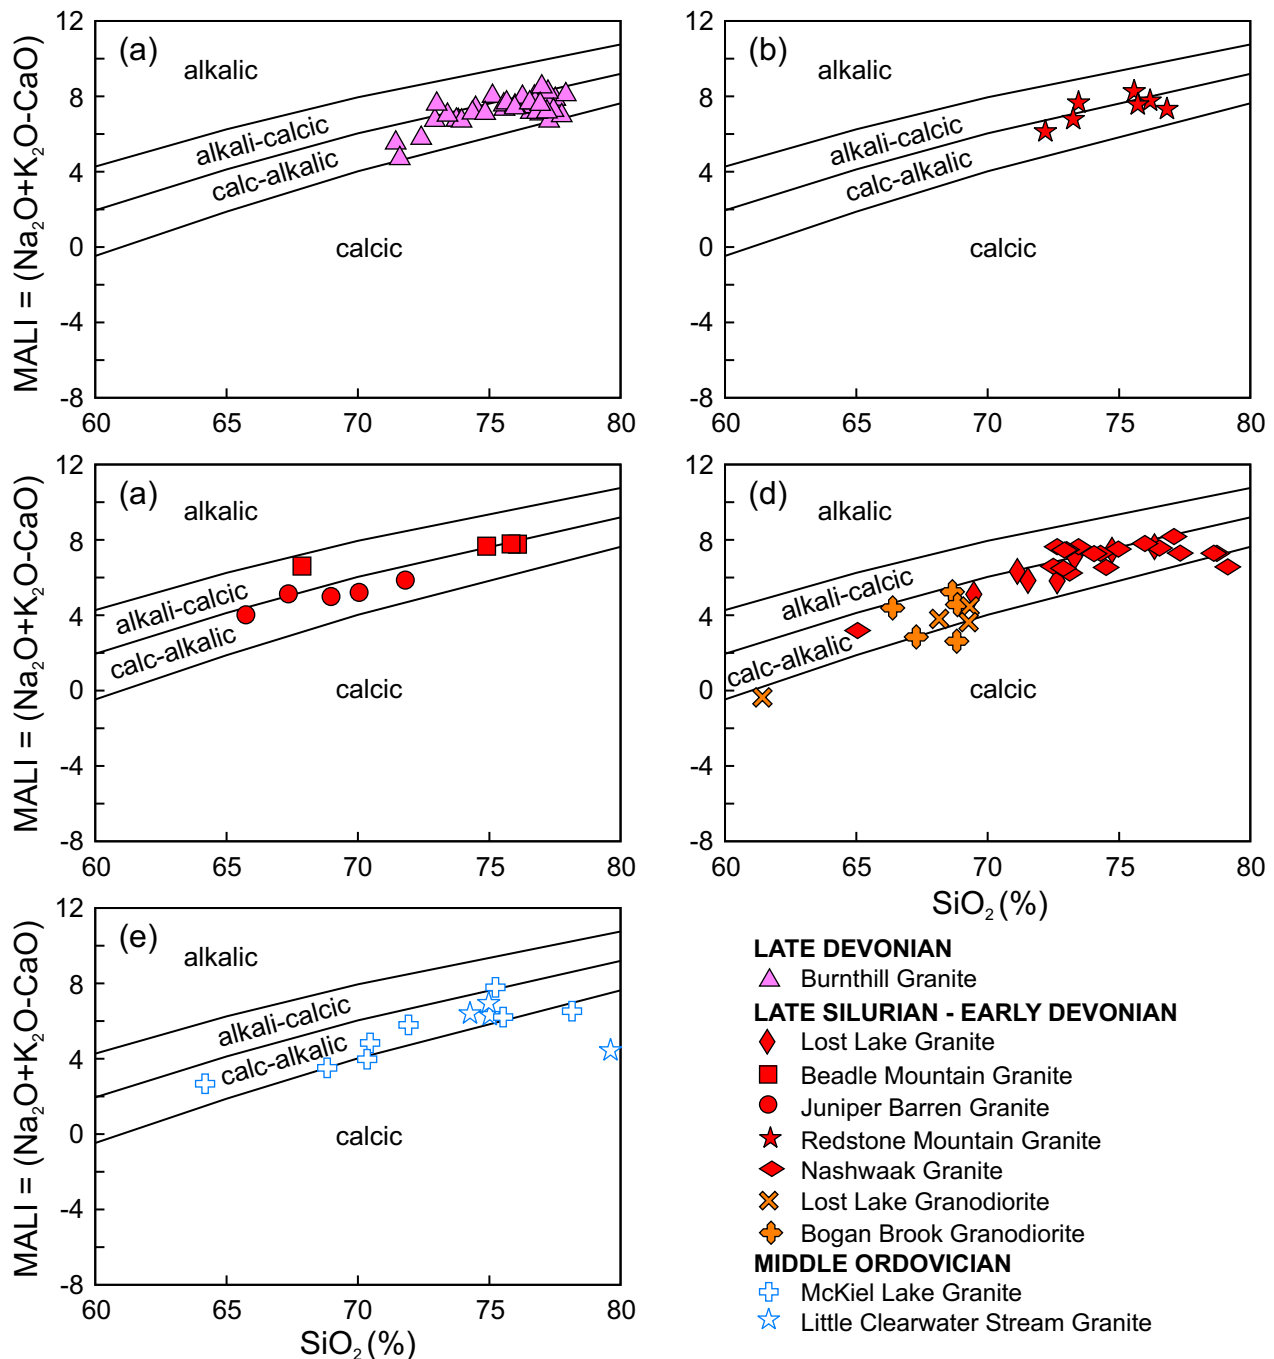 (a)
alkalic
alkali-calcic
calc-alkalic
calcic
MALI = (Na₂O+K₂O-CaO)
12
8
4
0
-4
-8
60
65
70
75
80
(b)
alkalic
alkali-calcic
calc-alkalic
calcic
12
8
4
0
-4
-8
60
65
70
75
80
(a)
alkalic
alkali-calcic
calc-alkalic
calcic
MALI = (Na₂O+K₂O-CaO)
12
8
4
0
-4
-8
60
65
70
75
80
(d)
alkalic
alkali-calcic
calc-alkalic
calcic
12
8
4
0
-4
-8
60
65
70
75
80
SiO₂ (%)
(e)
alkalic
alkali-calcic
calc-alkalic
calcic
MALI = (Na₂O+K₂O-CaO)
12
8
4
0
-4
-8
60
65
70
75
80
SiO₂ (%)
LATE DEVONIAN
Burnthill Granite
LATE SILURIAN - EARLY DEVONIAN
Lost Lake Granite
Beadle Mountain Granite
Juniper Barren Granite
Redstone Mountain Granite
Nashwaak Granite
Lost Lake Granodiorite
Bogan Brook Granodiorite
MIDDLE ORDOVICIAN
McKiel Lake Granite
Little Clearwater Stream Granite